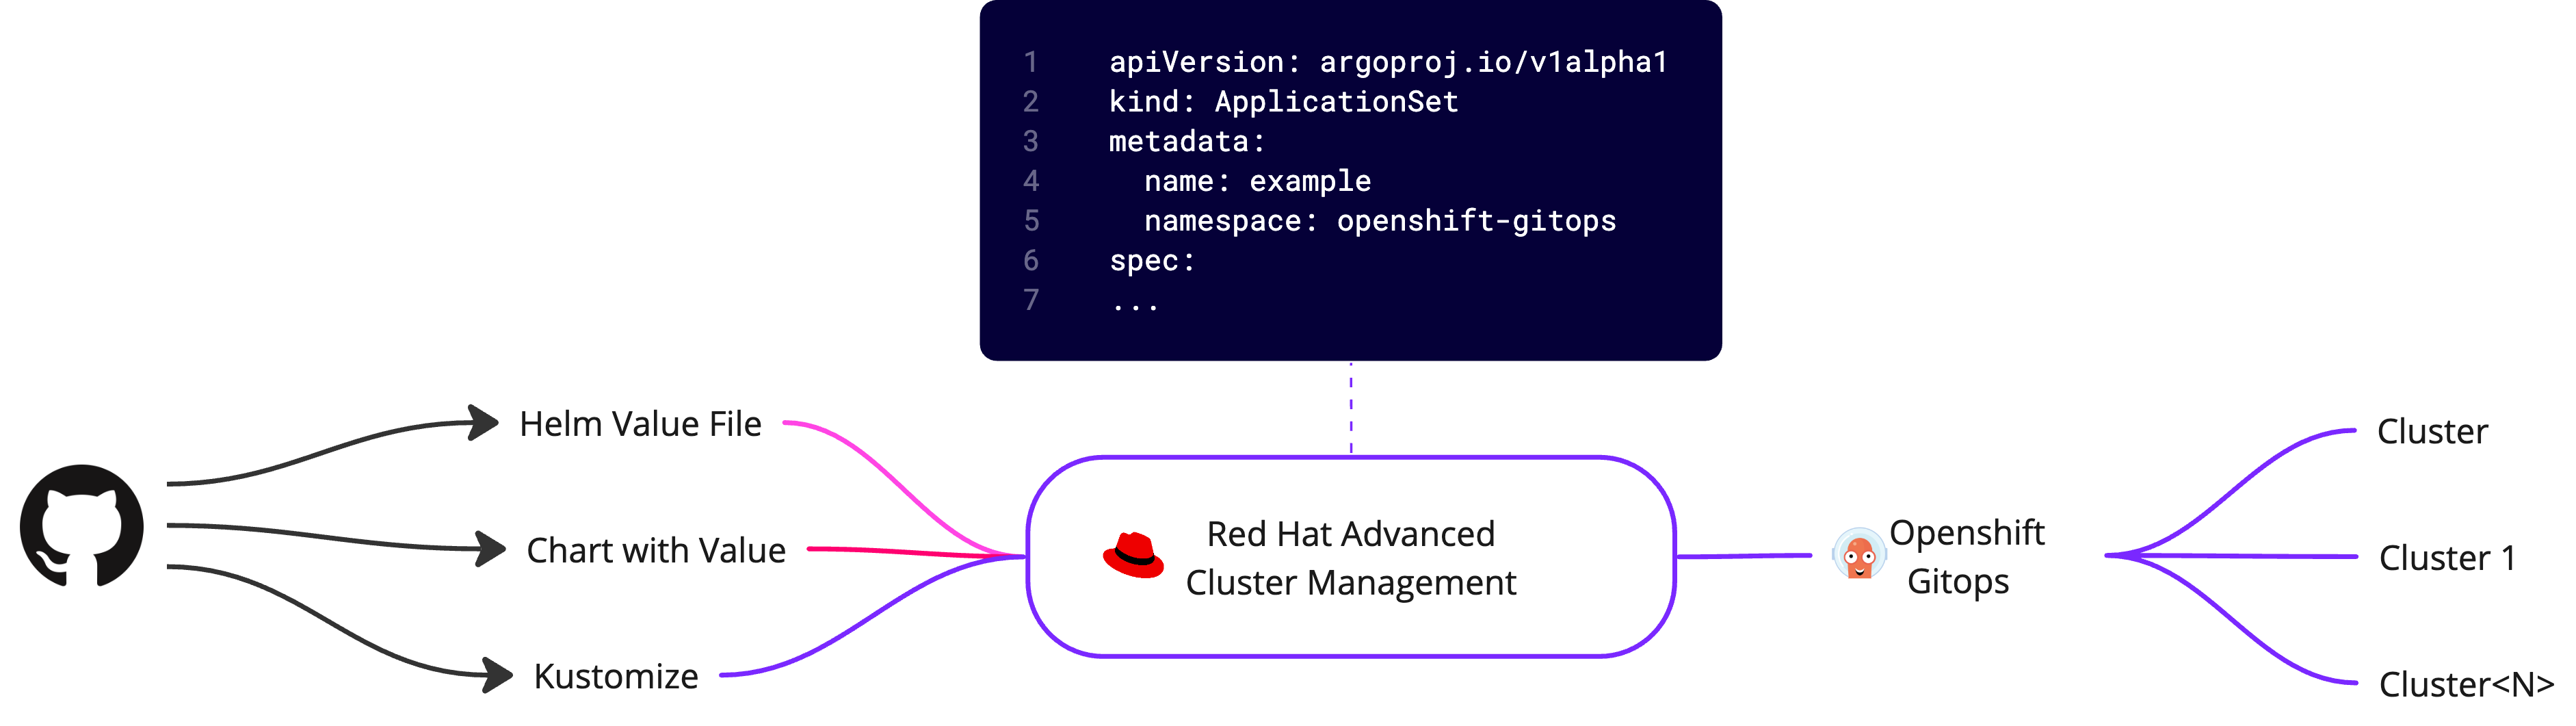 1 apiVersion: argoproj.io/v1alpha1
2 kind: ApplicationSet
3 metadata:
4   name: example
5   namespace: openshift-gitops
6 spec:
7 ...
Helm Value File
Chart with Value
Kustomize
Red Hat Advanced
Cluster Management
Openshift
Gitops
Cluster
Cluster 1
Cluster<N>